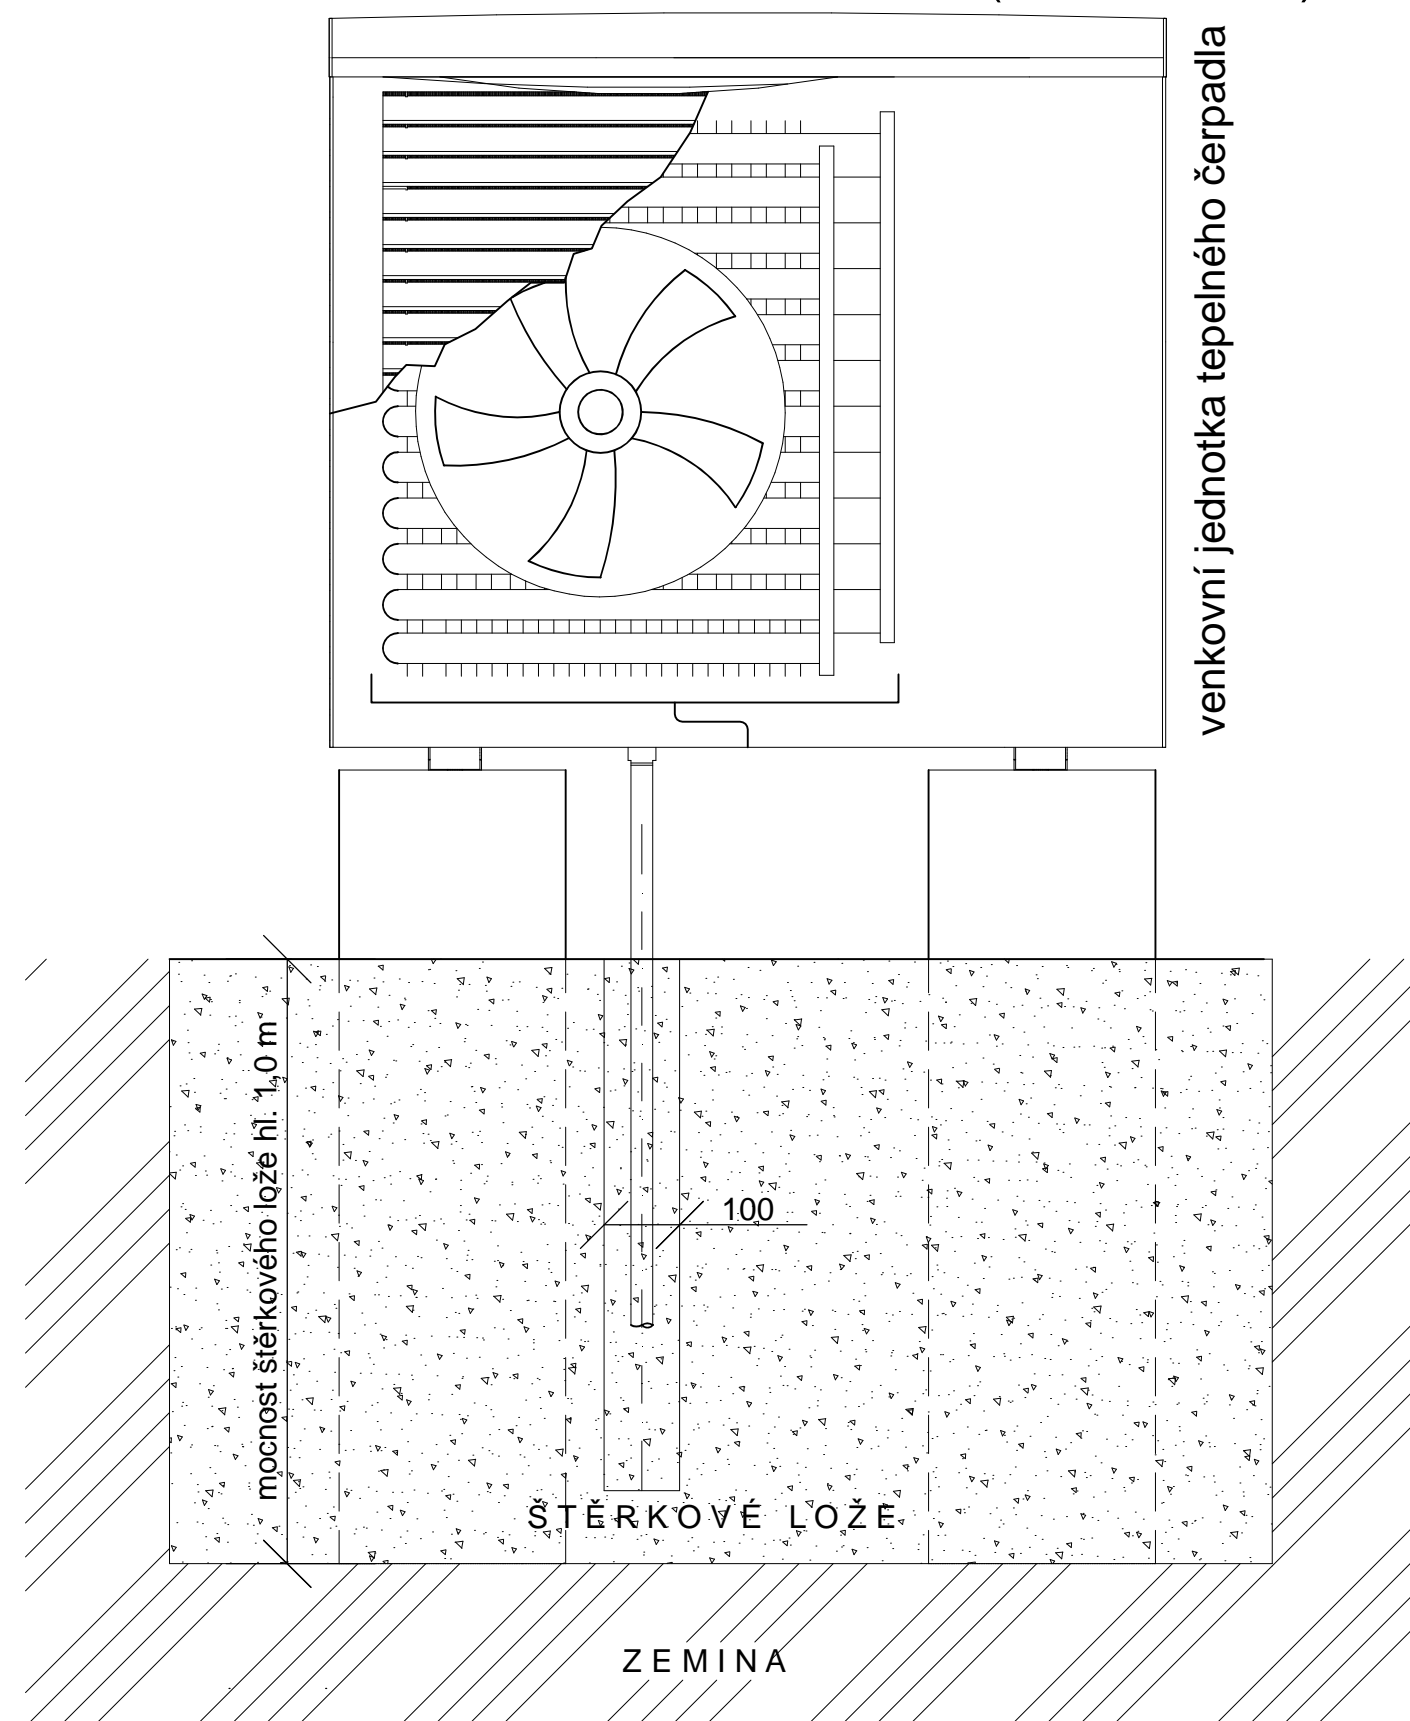 venkovní jednotka tepelného čerpadla
mocnost štěrkového lože hl. 1,0 m
100
ŠTĚRKOVÉ LOŽE
ZEMINA